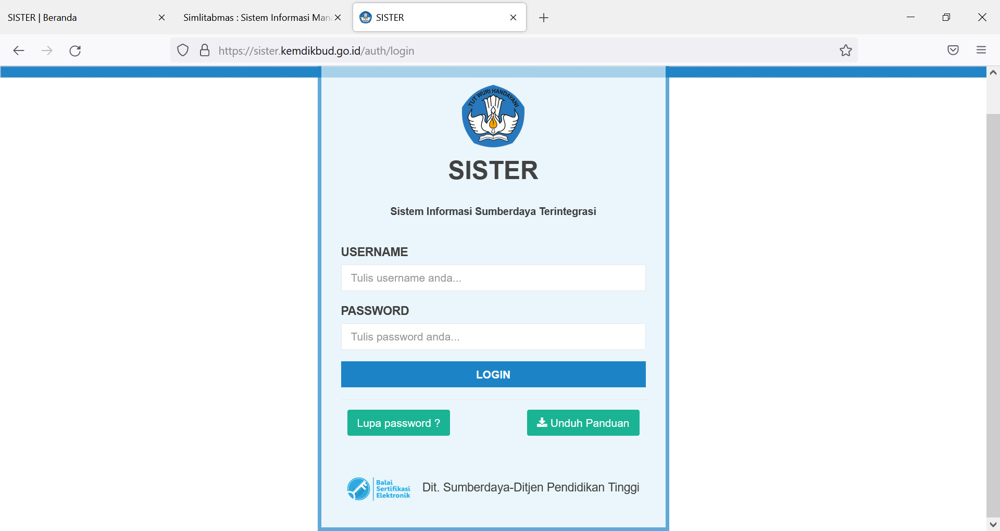 SISTER | Beranda
Simlitabmas : Sistem Informasi Man
SISTER
https://sister.kemdikbud.go.id/auth/login
TUT WURI HANDAYANI
SISTER
Sistem Informasi Sumberdaya Terintegrasi
USERNAME
Tulis username anda...
PASSWORD
Tulis password anda...
LOGIN
Lupa password ?
Unduh Panduan
Balai
Sertifikasi
Elektronik
Dit. Sumberdaya-Ditjen Pendidikan Tinggi